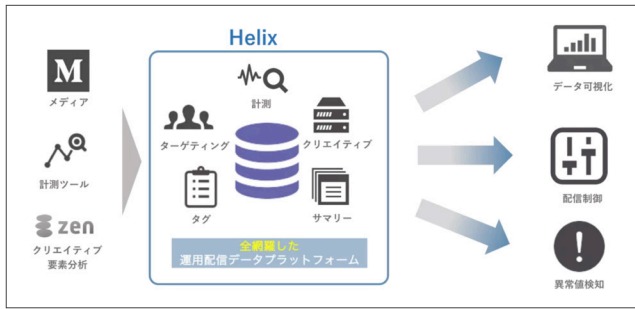 Helix
M
メディア
計測ツール
zen
クリエイティブ
要素分析
計測
ターゲティング
クリエイティブ
タグ
サマリー
全網羅した
運用配信データプラットフォーム
データ可視化
配信制御
!
異常値検知